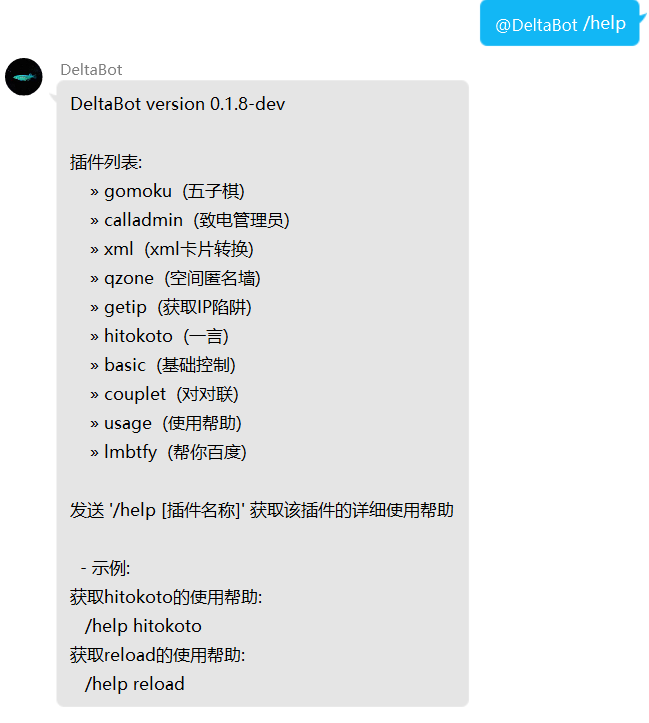 @DeltaBot /help
DeltaBot
DeltaBot version 0.1.8-dev
插件列表:
» gomoku  (五子棋)
» calladmin  (致电管理员)
» xml  (xml卡片转换)
» qzone  (空间匿名墙)
» getip  (获取IP陷阱)
» hitokoto  (一言)
» basic  (基础控制)
» couplet  (对对联)
» usage  (使用帮助)
» lmbtfy  (帮你百度)
发送 '/help [插件名称]' 获取该插件的详细使用帮助
- 示例:
获取hitokoto的使用帮助:
/help hitokoto
获取reload的使用帮助:
/help reload